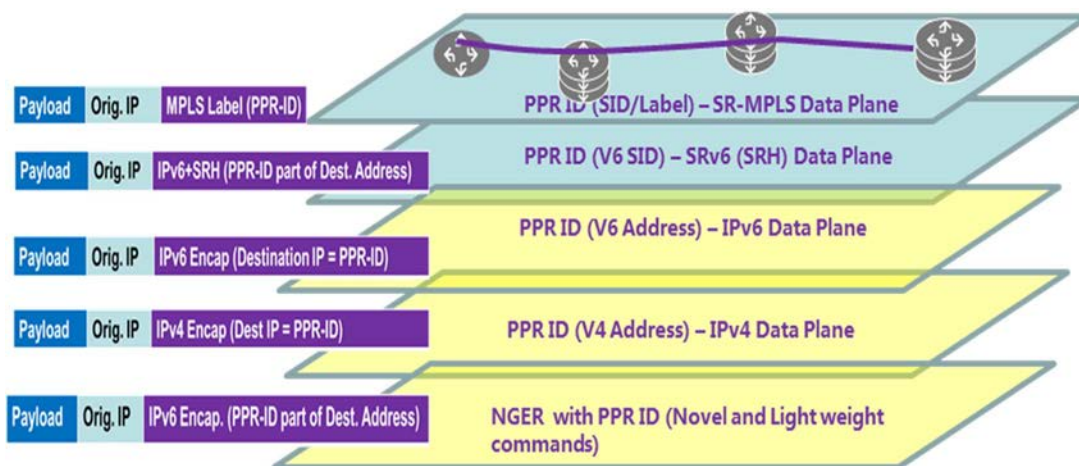 Payload Orig. IP MPLS Label (PPR-ID)
PPR ID (SID/Label) – SR-MPLS Data Plane
Payload Orig. IP IPv6+SRH (PPR-ID part of Dest. Address)
PPR ID (V6 SID) – SRv6 (SRH) Data Plane
Payload Orig. IP IPv6 Encap (Destination IP = PPR-ID)
PPR ID (V6 Address) – IPv6 Data Plane
Payload Orig. IP IPv4 Encap (Dest IP = PPR-ID)
PPR ID (V4 Address) – IPv4 Data Plane
Payload Orig. IP IPv6 Encap. (PPR-ID part of Dest. Address)
NGER with PPR ID (Novel and Light weight
commands)